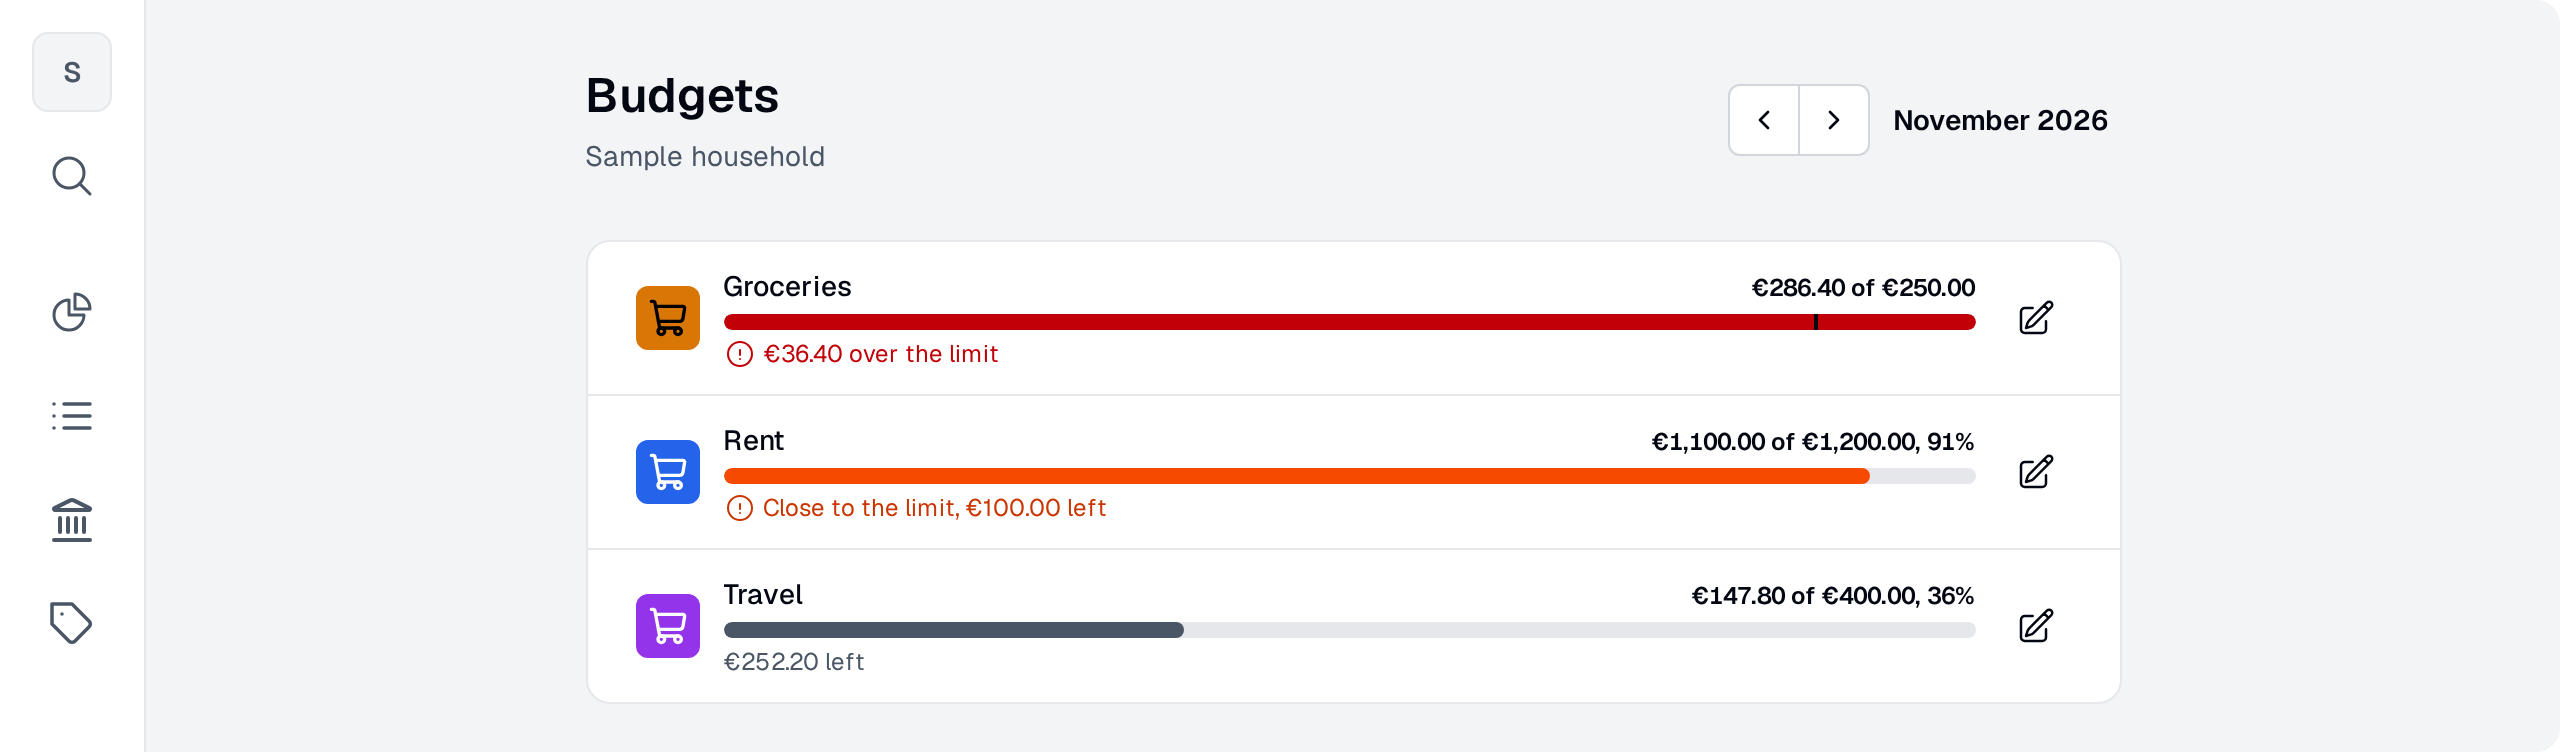 S
Budgets
Sample household
November 2026
Groceries
€286.40 of €250.00
€36.40 over the limit
Rent
€1,100.00 of €1,200.00, 91%
Close to the limit, €100.00 left
Travel
€147.80 of €400.00, 36%
€252.20 left